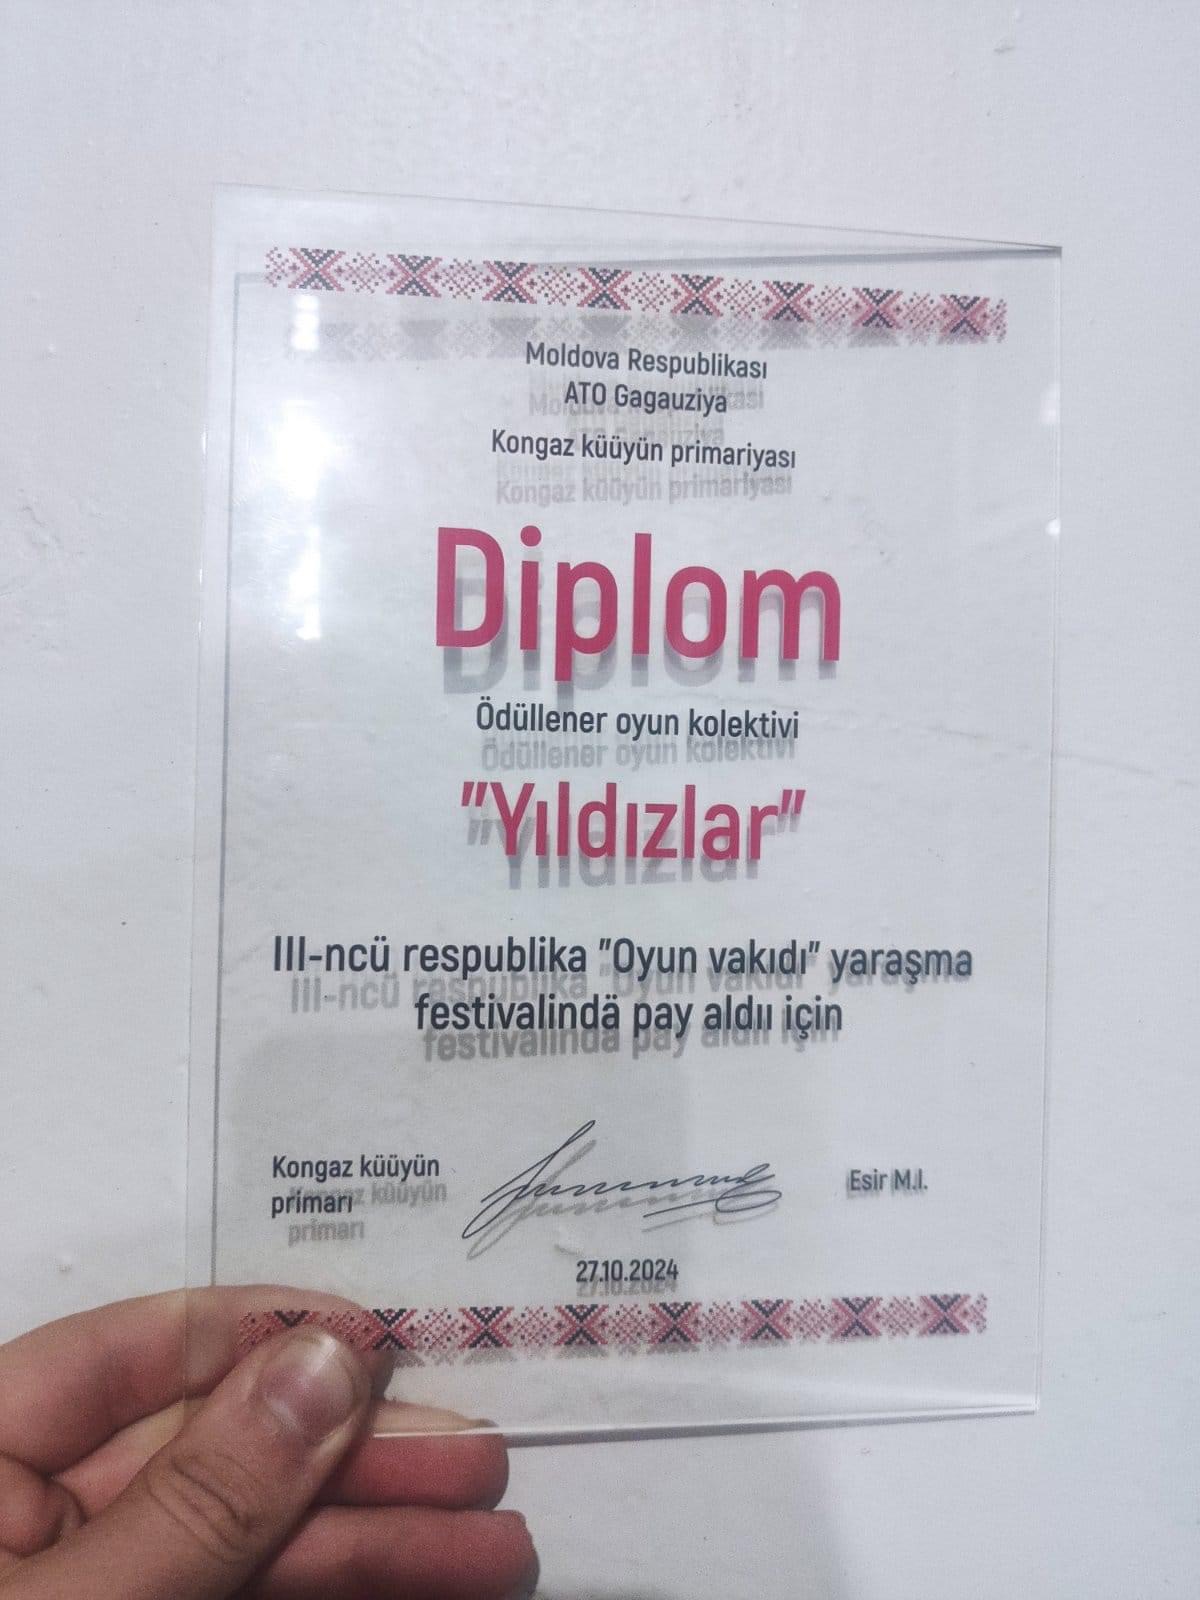 Moldova Respublikası
ATO Gagauziya
Kongaz küüyün primariyası
Diplom
Ödüllener oyun kolektivi
"Yıldızlar"
III-ncü respublika "Oyun vakıdı" yaraşma
festivalindä pay aldıı için
Kongaz küüyün
primarı
Esir M.I.
27.10.2024